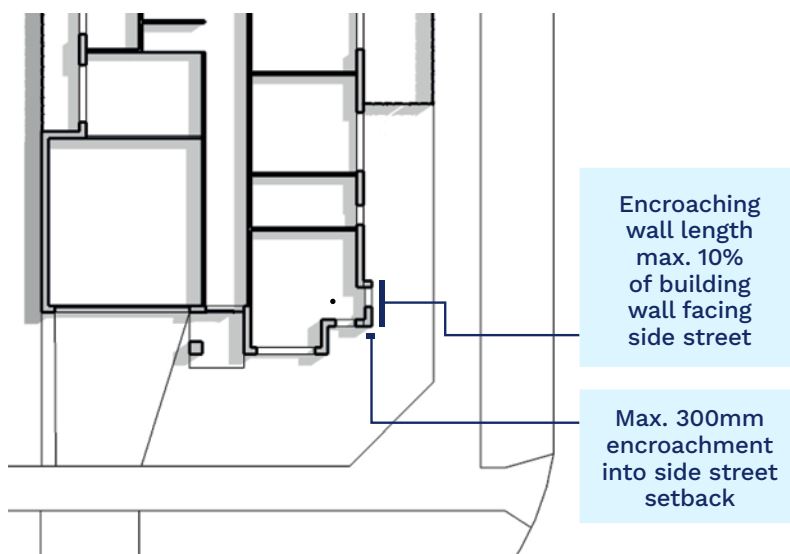 Encroaching
wall length
max. 10%
of building
wall facing
side street
Max. 300mm
encroachment
into side street
setback